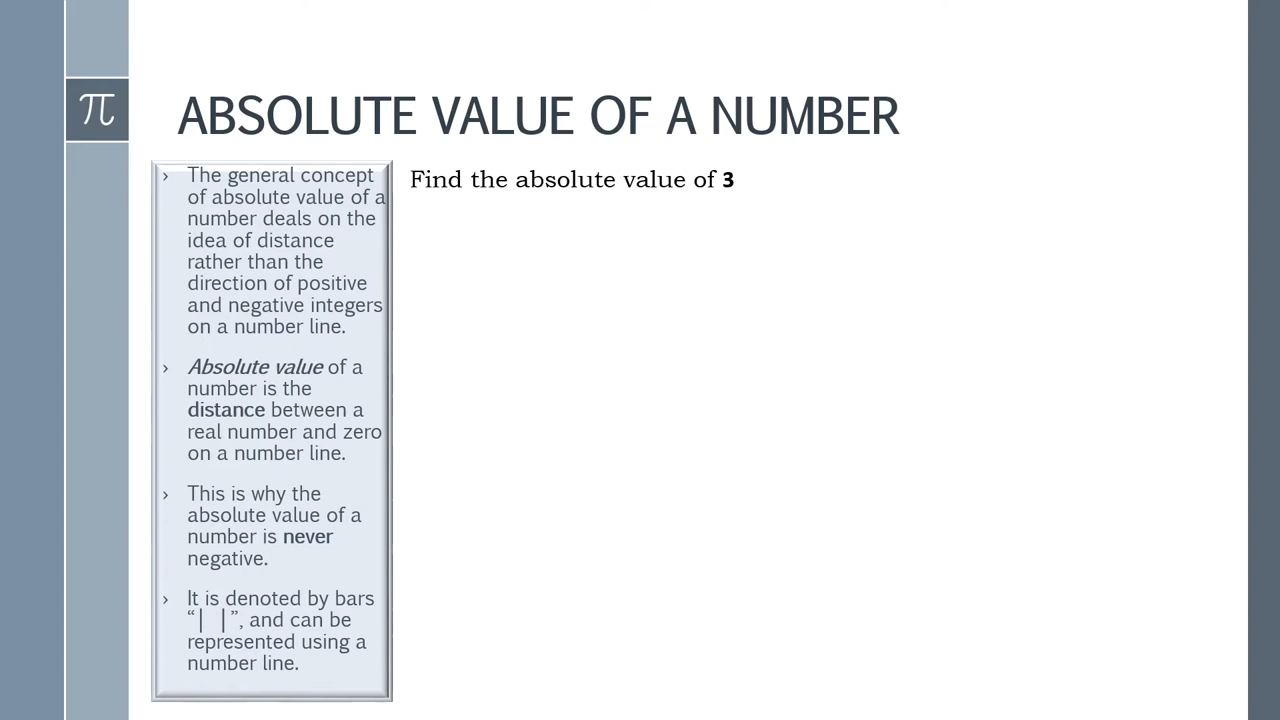 π
ABSOLUTE VALUE OF A NUMBER
› The general concept
of absolute value of a
number deals on the
idea of distance
rather than the
direction of positive
and negative integers
on a number line.
› Absolute value of a
number is the
distance between a
real number and zero
on a number line.
› This is why the
absolute value of a
number is never
negative.
› It is denoted by bars
“| |”, and can be
represented using a
number line.
Find the absolute value of 3